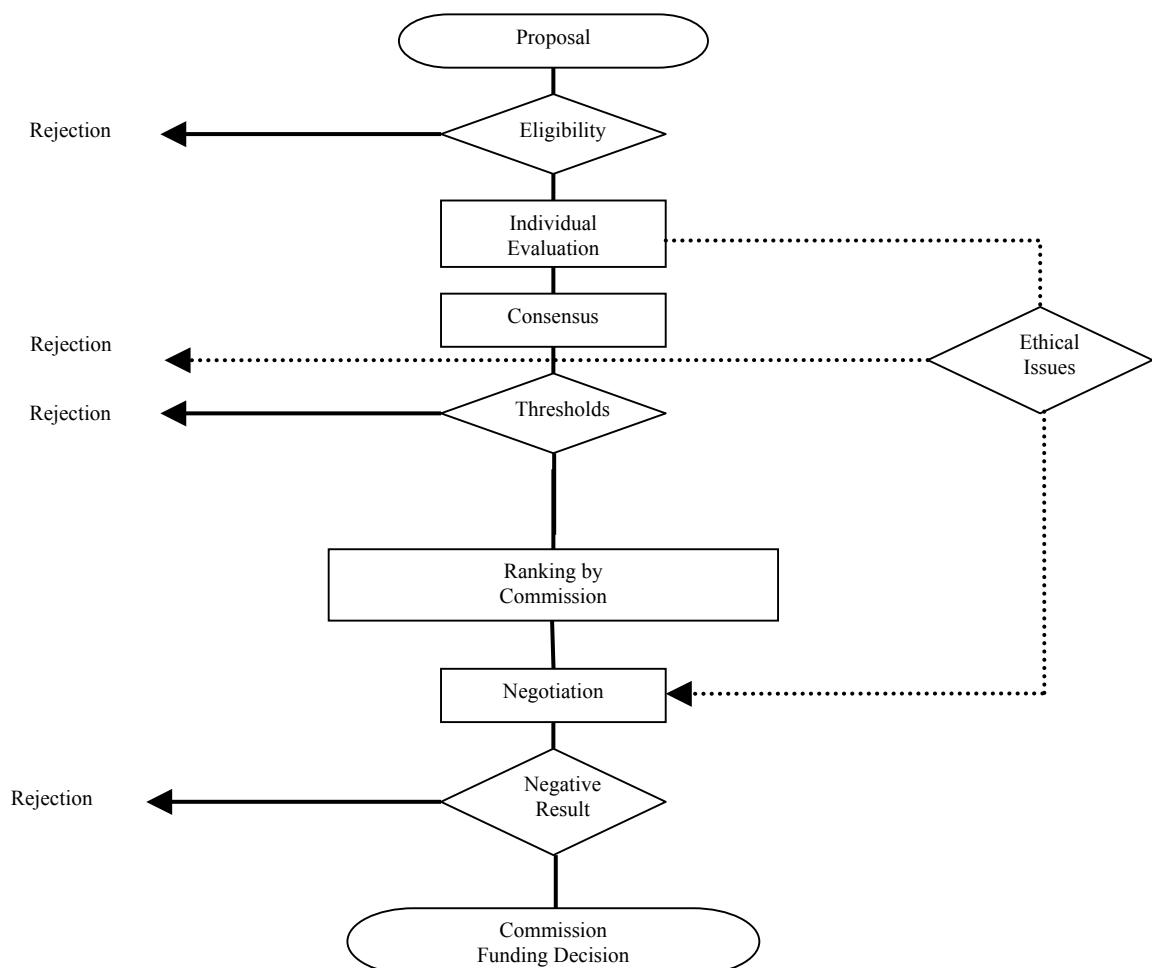 Proposal
Rejection
Eligibility
Individual
Evaluation
Consensus
Rejection
Ethical
Issues
Rejection
Thresholds
Ranking by
Commission
Negotiation
Rejection
Negative
Result
Commission
Funding Decision